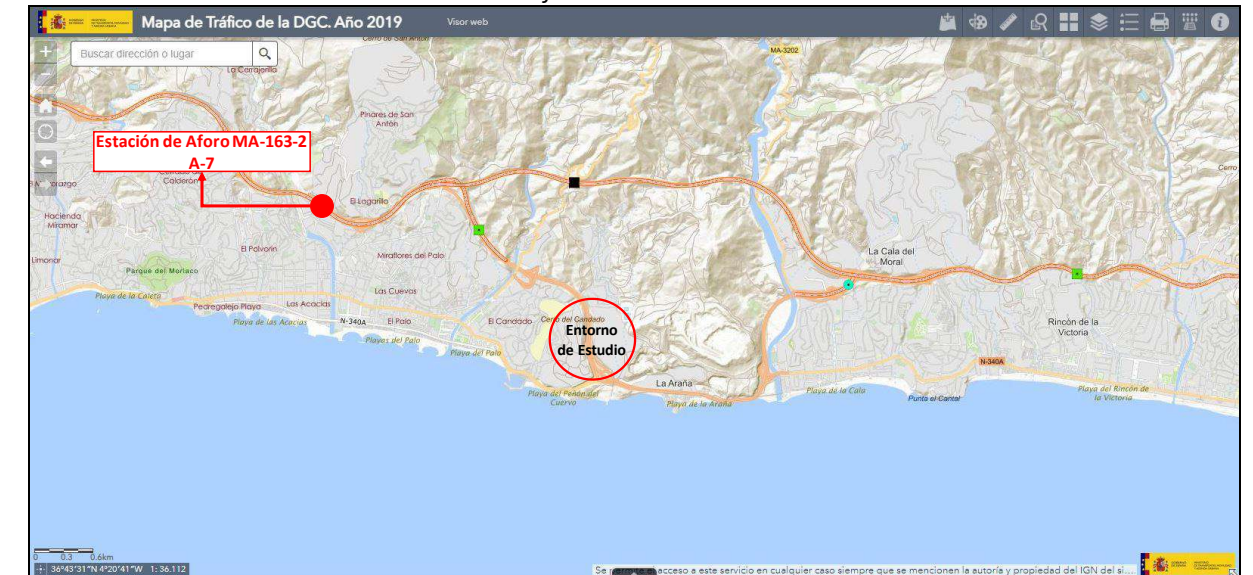 Mapa de Tráfico de la DGC. Año 2019
Visor web
Buscar dirección o lugar
MA-3202
Cerro de San Antón
La Carrajerilla
Pinares de San
Antón
Estación de Aforo MA-163-2
A-7
Calderón
Cerro
Hacienda
Miramar
El Lagarillo
El Polvorín
Miraflores del Palo
La Cala del
Moral
Limonar
Parque del Morlaco
Las Cuevas
Playa de la Caleta
Pedregalejo Playa
Las Acacias
Playa de las Acacias
N-340A
El Palo
El Candado
Cerro del Candado
Entorno
de Estudio
Rincón de la
Victoria
Playas del Palo
Playa del Palo
N-340A
La Araña
Playa del Peñón del
Cuervo
Playa de la Araña
Playa de la Cala
Punta el Cantal
Playa del Rincón de
la Victoria
0 0.3 0.6km
36°43'31"N 4°20'41"W 1:36.112
acceso a este servicio en cualquier caso siempre que se mencionen la autoría y propiedad del IGN del si...